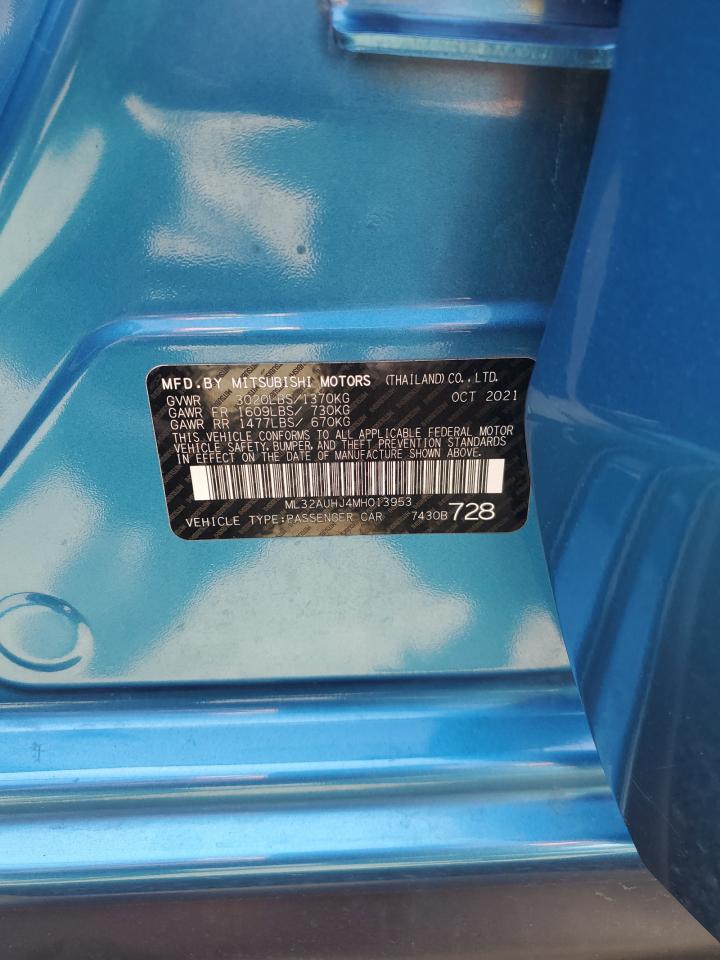 MFD.BY MITSUBISHI MOTORS (THAILAND)CO.,LTD.
GVWR 3020LBS/1370KG OCT 2021
GAWR FR 1609LBS/ 730KG
GAWR RR 1477LBS/ 670KG
THIS VEHICLE CONFORMS TO ALL APPLICABLE FEDERAL MOTOR
VEHICLE SAFETY,BUMPER,AND THEFT PREVENTION STANDARDS
IN EFFECT ON THE DATE OF MANUFACTURE SHOWN ABOVE.
ML32AUHJ4MH013953
VEHICLE TYPE:PASSENGER CAR 7430B 728